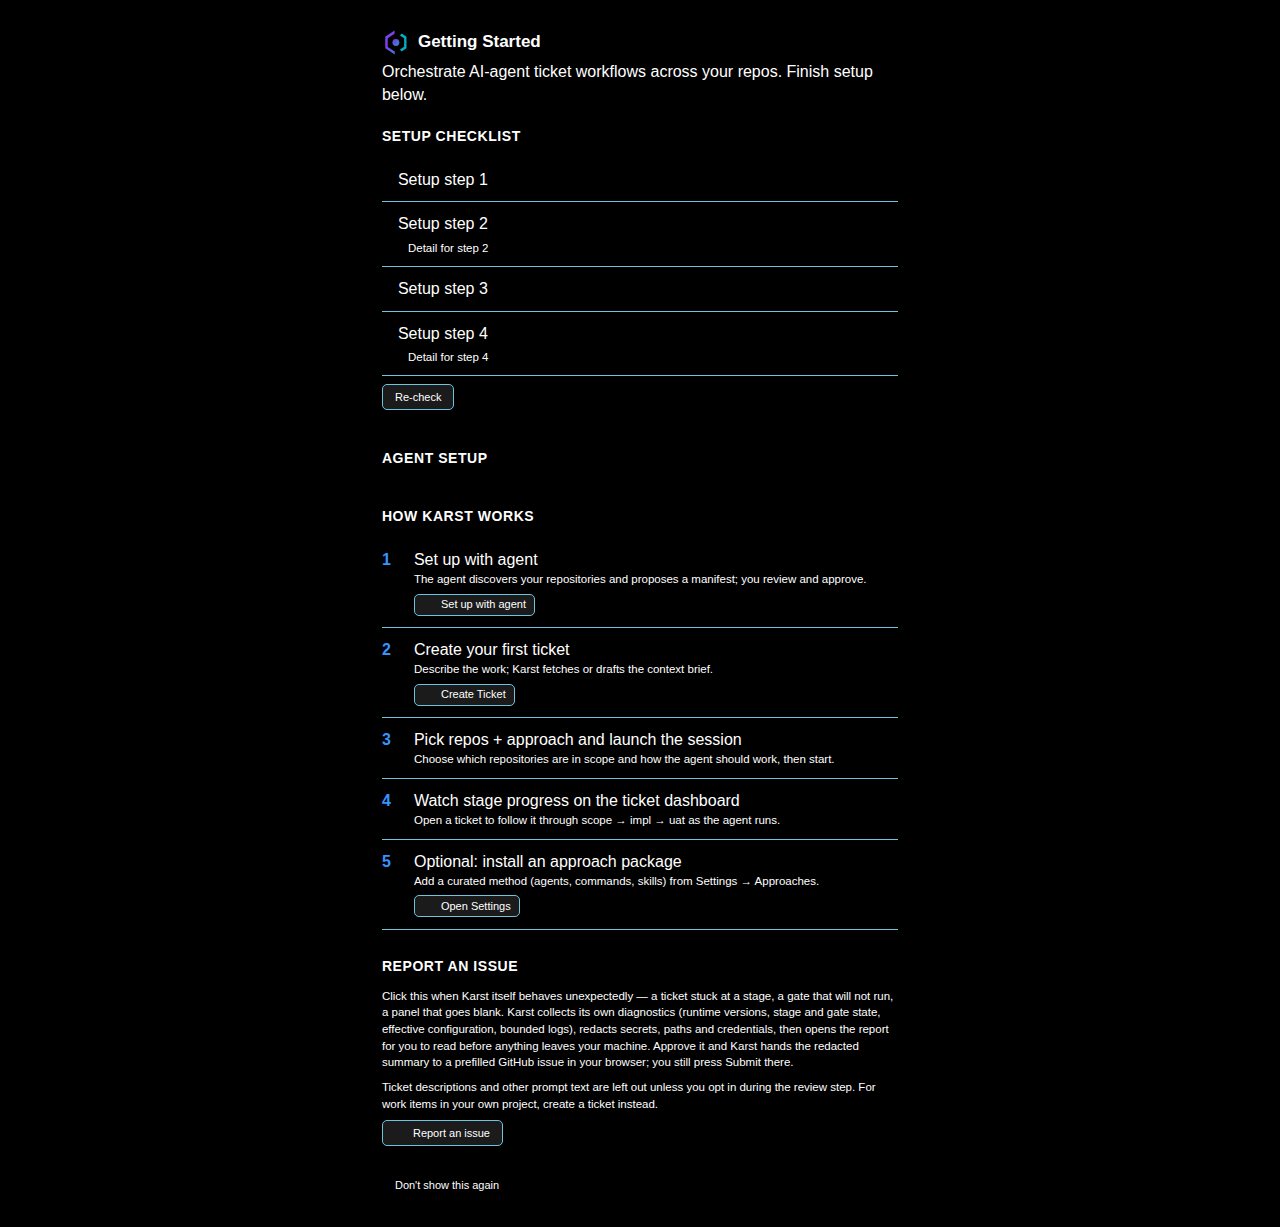 Getting Started
Orchestrate AI-agent ticket workflows across your repos. Finish setup
below.
SETUP CHECKLIST
Setup step 1
Setup step 2
Detail for step 2
Setup step 3
Setup step 4
Detail for step 4
Re-check
AGENT SETUP
HOW KARST WORKS
1 Set up with agent
The agent discovers your repositories and proposes a manifest; you review and approve.
Set up with agent
2 Create your first ticket
Describe the work; Karst fetches or drafts the context brief.
Create Ticket
3 Pick repos + approach and launch the session
Choose which repositories are in scope and how the agent should work, then start.
4 Watch stage progress on the ticket dashboard
Open a ticket to follow it through scope → impl → uat as the agent runs.
5 Optional: install an approach package
Add a curated method (agents, commands, skills) from Settings → Approaches.
Open Settings
REPORT AN ISSUE
Click this when Karst itself behaves unexpectedly — a ticket stuck at a stage, a gate that will not run,
a panel that goes blank. Karst collects its own diagnostics (runtime versions, stage and gate state,
effective configuration, bounded logs), redacts secrets, paths and credentials, then opens the report
for you to read before anything leaves your machine. Approve it and Karst hands the redacted
summary to a prefilled GitHub issue in your browser; you still press Submit there.
Ticket descriptions and other prompt text are left out unless you opt in during the review step. For
work items in your own project, create a ticket instead.
Report an issue
Don't show this again